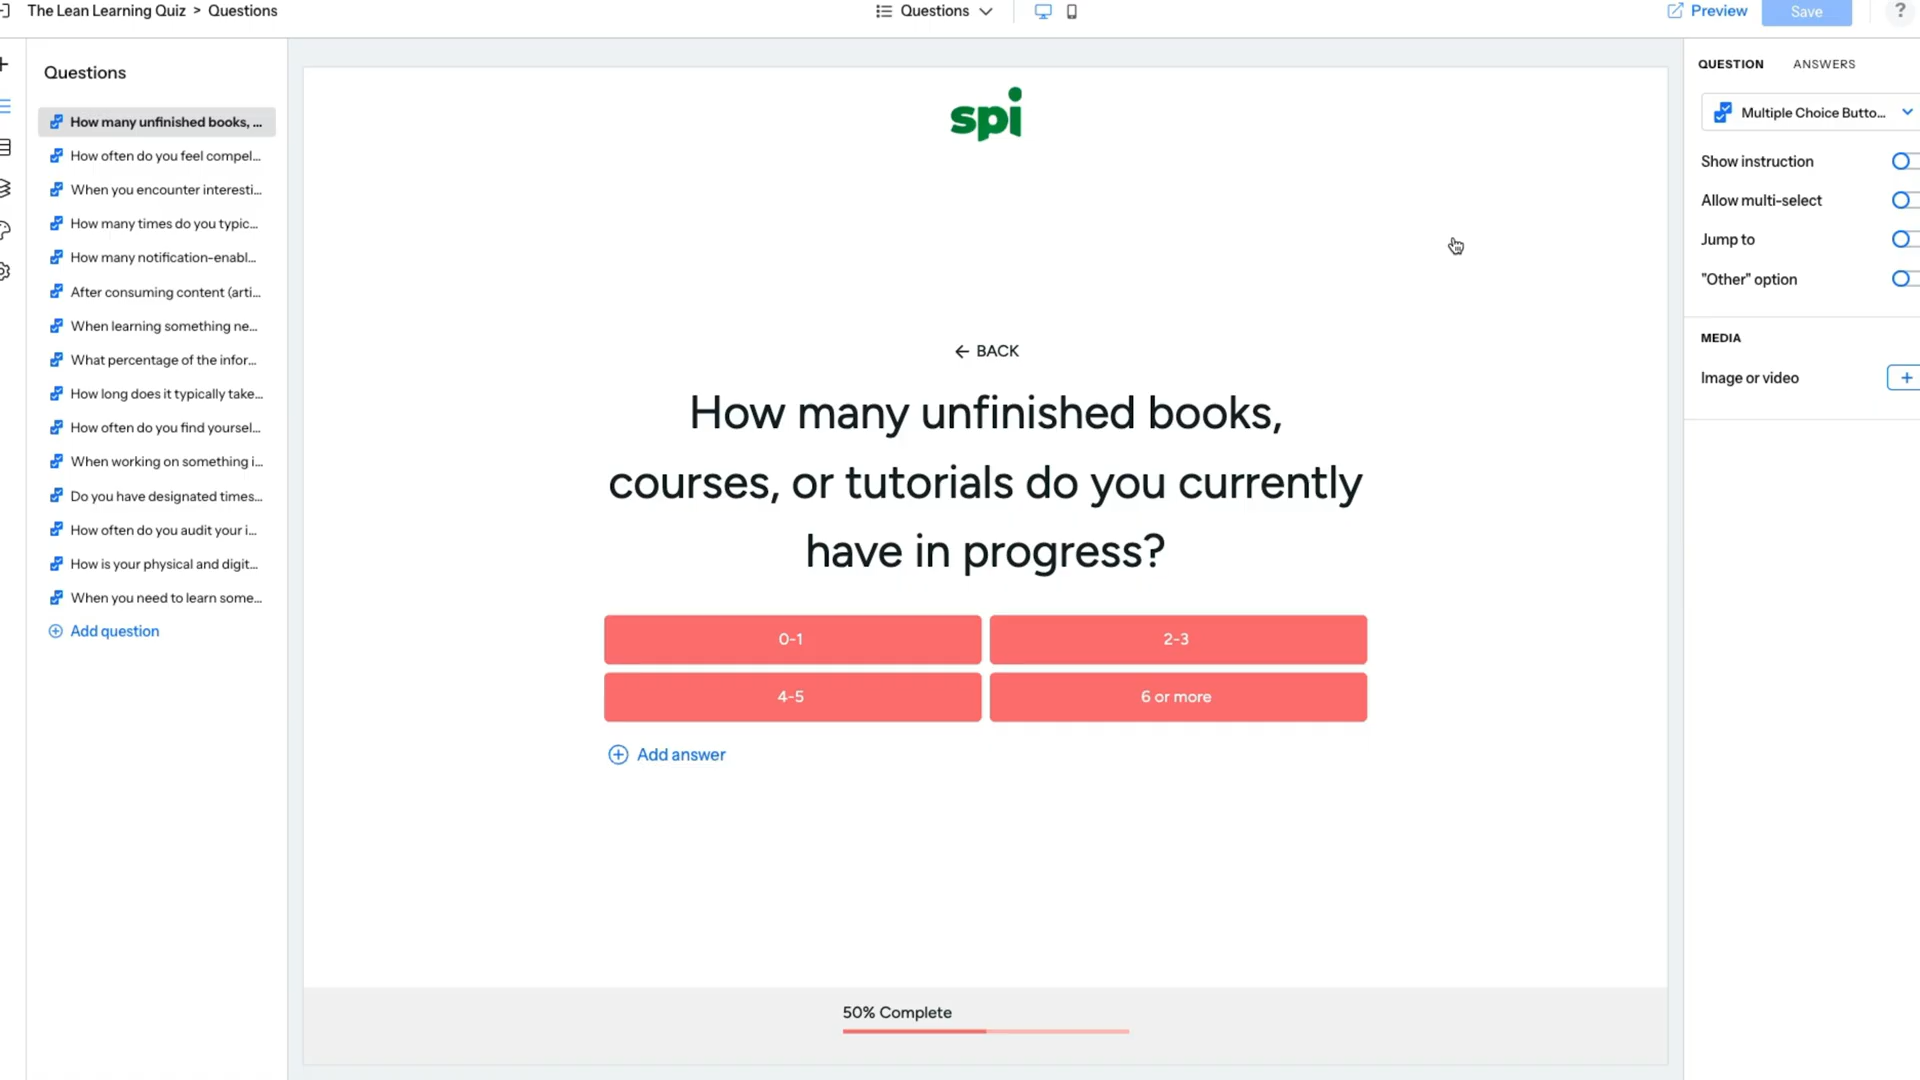 The Lean Learning Quiz > Questions
Questions
Preview
Save
?
Questions
How many unfinished books, ...
How often do you feel compel...
When you encounter interesti...
How many times do you typic...
How many notification-enabl...
After consuming content (arti...
When learning something ne...
What percentage of the infor...
How long does it typically take...
How often do you find yoursel...
When working on something i...
Do you have designated times...
How often do you audit your i...
How is your physical and digit...
When you need to learn some...
Add question
spi
← BACK
How many unfinished books,
courses, or tutorials do you currently
have in progress?
0-1
2-3
4-5
6 or more
Add answer
50% Complete
QUESTION ANSWERS
Multiple Choice Butto...
Show instruction
Allow multi-select
Jump to
"Other" option
MEDIA
Image or video